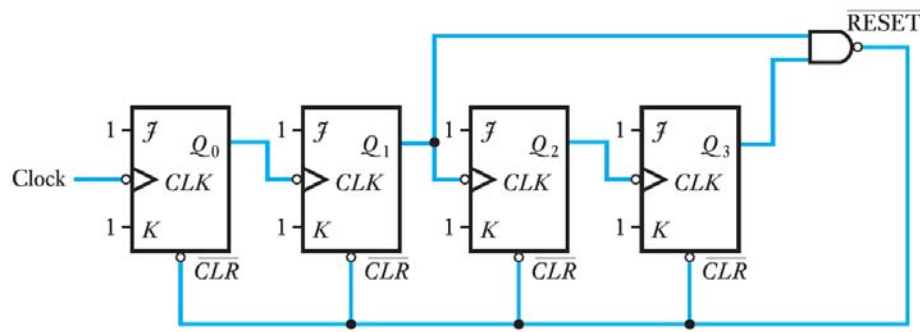 RESET
1 J 1 J 1 J 1 J
Q0 Q1 Q2 Q3
Clock CLK CLK CLK CLK
1 K 1 K 1 K 1 K
CLR CLR CLR CLR